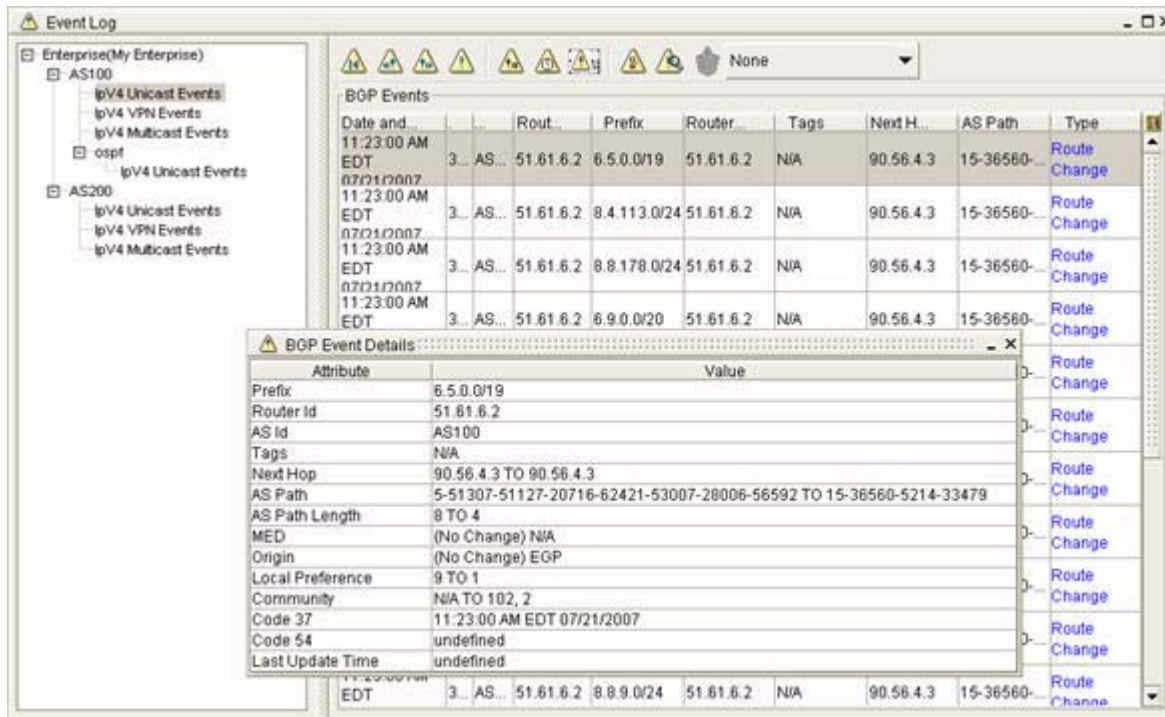 Event Log
Enterprise(My Enterprise)
AS100
IpV4 Unicast Events
IpV4 VPN Events
IpV4 Multicast Events
ospf
IpV4 Unicast Events
AS200
IpV4 Unicast Events
IpV4 VPN Events
IpV4 Multicast Events
None
BGP Events
Date and... ... Rout... Prefix Router... Tags Next H... AS Path Type
11:23:00 AM EDT 07/21/2007 3... AS... 51.61.6.2 6.5.0.0/19 51.61.6.2 N/A 90.56.4.3 15-36560-... Route Change
11:23:00 AM EDT 07/21/2007 3... AS... 51.61.6.2 8.4.113.0/24 51.61.6.2 N/A 90.56.4.3 15-36560-... Route Change
11:23:00 AM EDT 07/21/2007 3... AS... 51.61.6.2 8.8.178.0/24 51.61.6.2 N/A 90.56.4.3 15-36560-... Route Change
11:23:00 AM EDT 3... AS... 51.61.6.2 6.9.0.0/20 51.61.6.2 N/A 90.56.4.3 15-36560-... Route Change
Route Change
Route Change
Route Change
Route Change
Route Change
Route Change
EDT 3... AS... 51.61.6.2 8.8.9.0/24 51.61.6.2 N/A 90.56.4.3 15-36560-... Route Change
BGP Event Details
Attribute Value
Prefix 6.5.0.0/19
Router Id 51.61.6.2
AS Id AS100
Tags N/A
Next Hop 90.56.4.3 TO 90.56.4.3
AS Path 5-51307-51127-20716-62421-53007-28006-56592 TO 15-36560-5214-33479
AS Path Length 8 TO 4
MED (No Change) N/A
Origin (No Change) EGP
Local Preference 9 TO 1
Community N/A TO 102, 2
Code 37 11:23:00 AM EDT 07/21/2007
Code 54 undefined
Last Update Time undefined